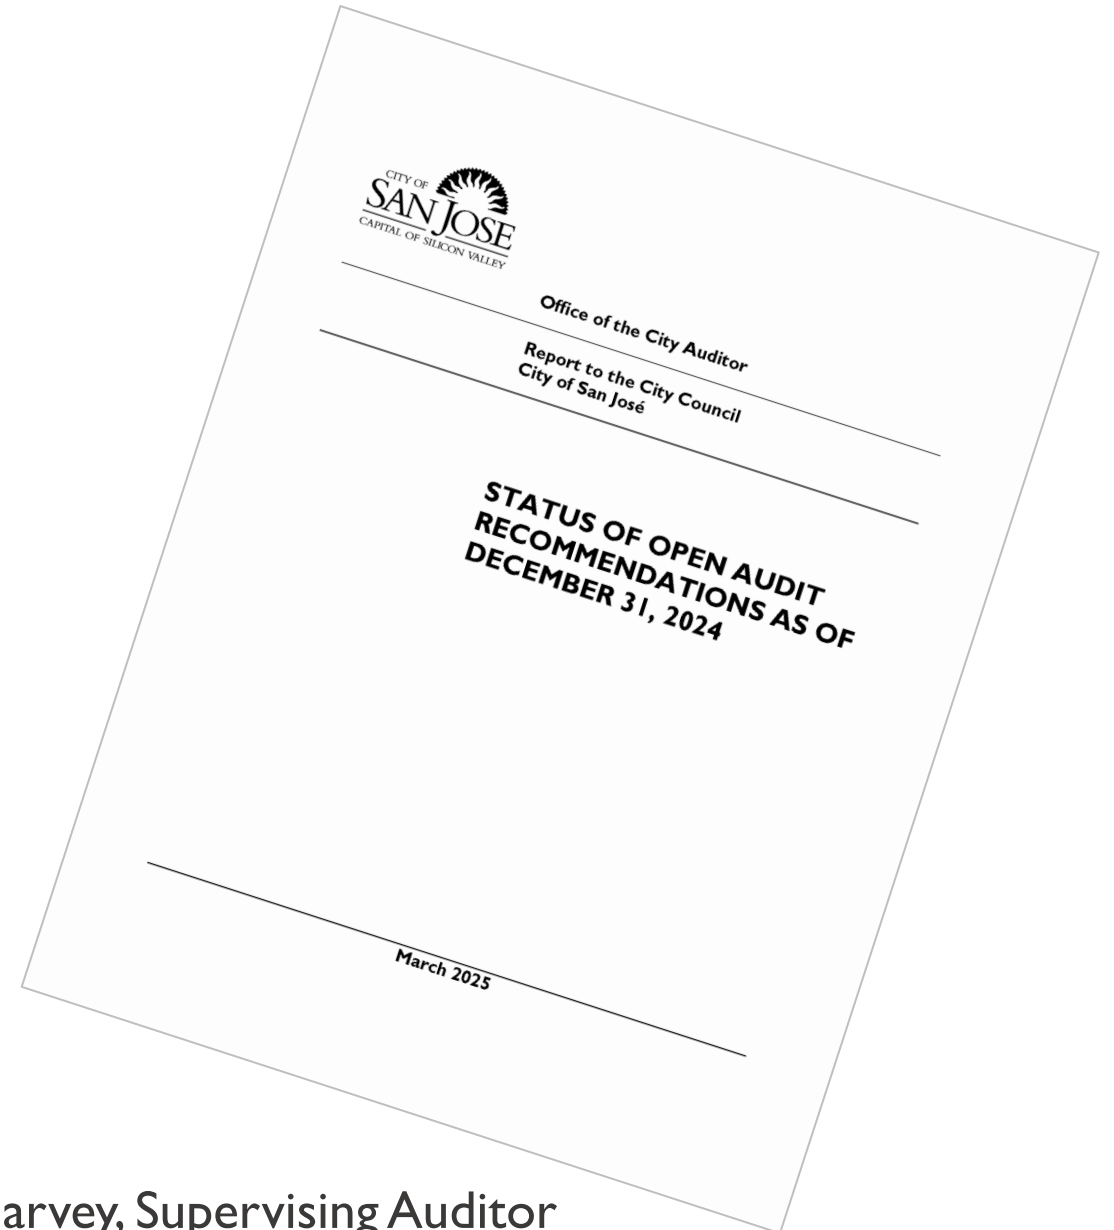 CITY OF
SAN JOSE
CAPITAL OF SILICON VALLEY
Office of the City Auditor
Report to the City Council
City of San José
STATUS OF OPEN AUDIT
RECOMMENDATIONS AS OF
DECEMBER 31, 2024
March 2025
arvey, Supervising Auditor